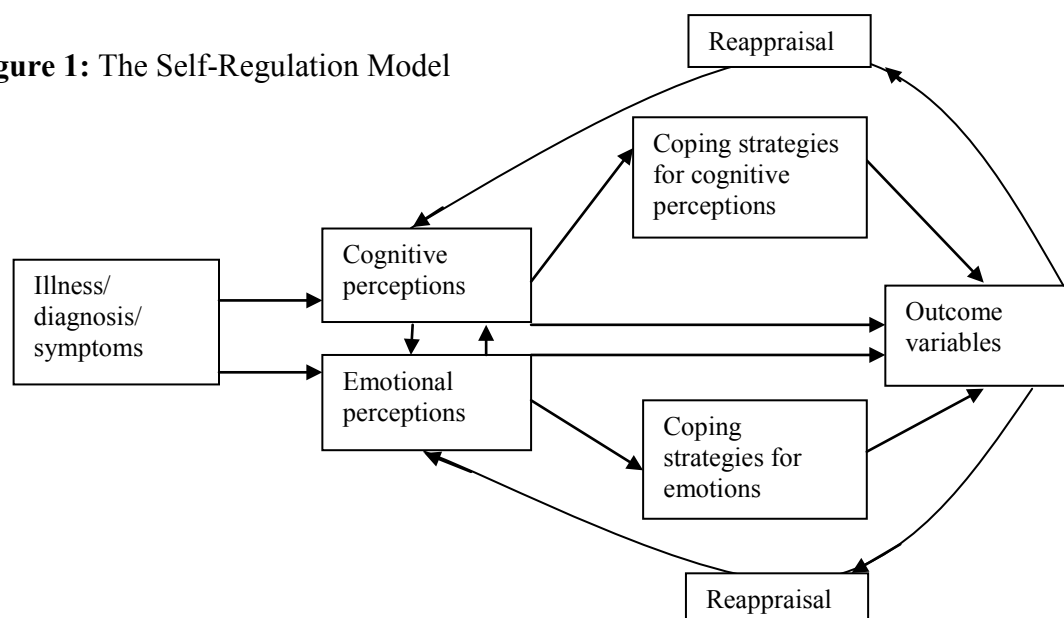 gure 1: The Self-Regulation Model
Reappraisal
Coping strategies
for cognitive
perceptions
Cognitive
perceptions
Illness/
diagnosis/
symptoms
Outcome
variables
Emotional
perceptions
Coping
strategies for
emotions
Reappraisal